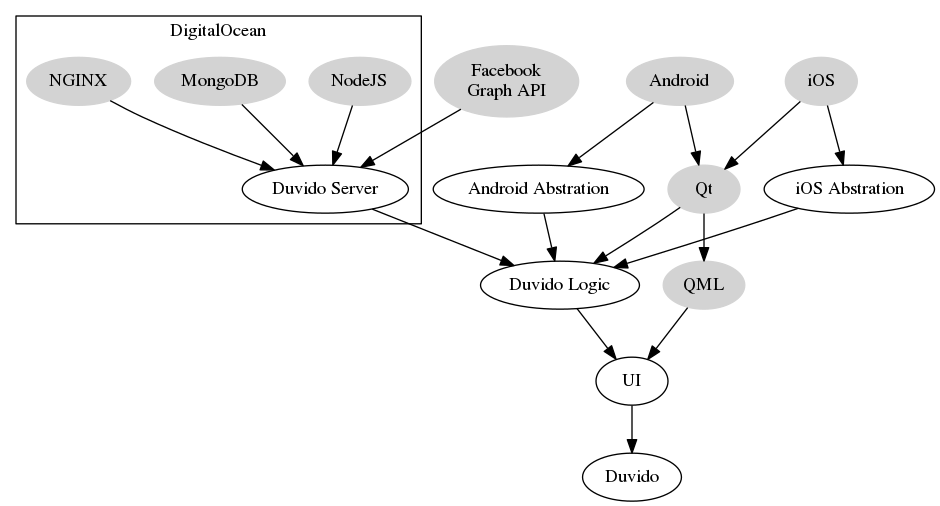 DigitalOcean
NGINX
MongoDB
NodeJS
Facebook
Graph API
Android
iOS
Duvido Server
Android Abstration
Qt
iOS Abstration
Duvido Logic
QML
UI
Duvido